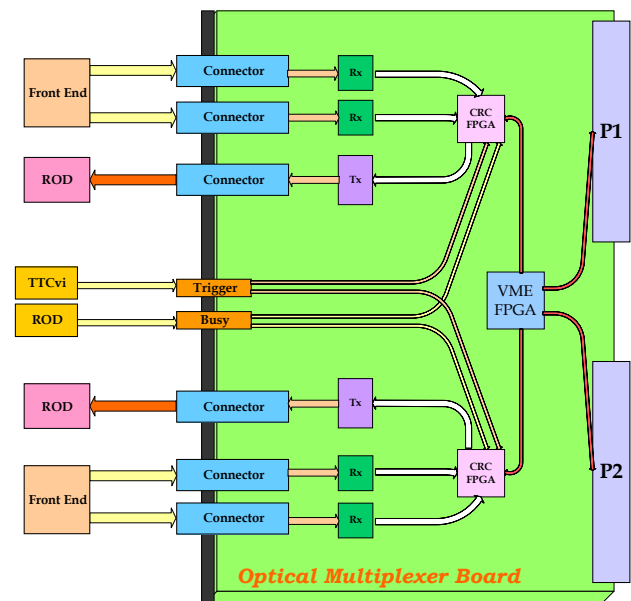 Connector
Rx
Front End
Connector
Rx
CRC
FPGA
P1
ROD
Connector
Tx
TTCvi
Trigger
VME
FPGA
ROD
Busy
ROD
Connector
Tx
Front End
Connector
Rx
CRC
FPGA
P2
Connector
Rx
Optical Multiplexer Board